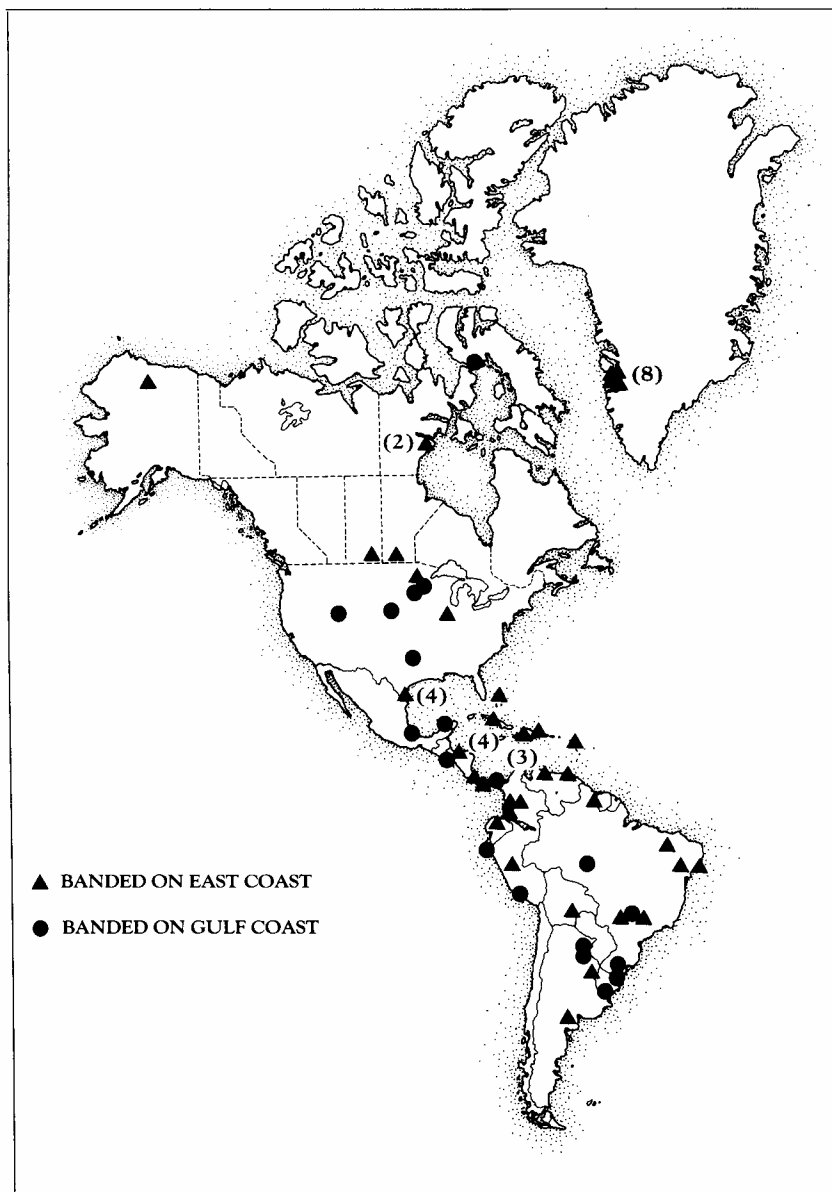 (8)
(2)
(4)
(4)
(3)
BANDED ON EAST COAST
BANDED ON GULF COAST